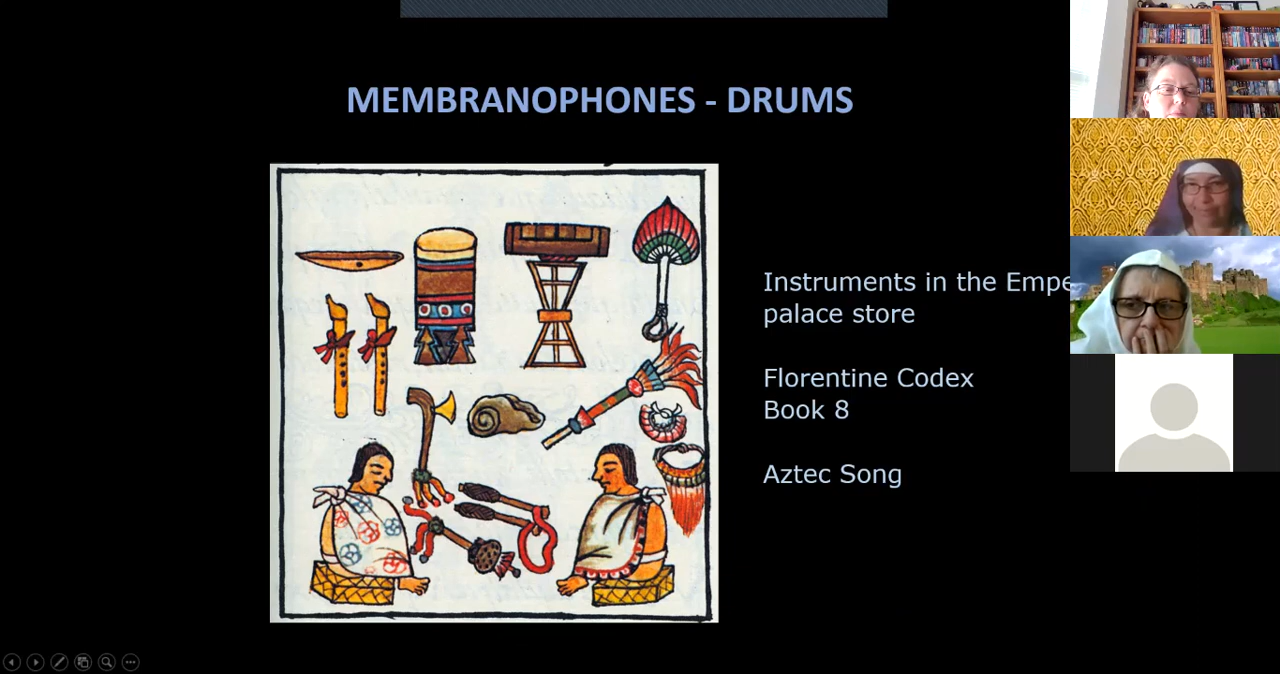 MEMBRANOPHONES - DRUMS
Instruments in the Empe
palace store
Florentine Codex
Book 8
Aztec Song